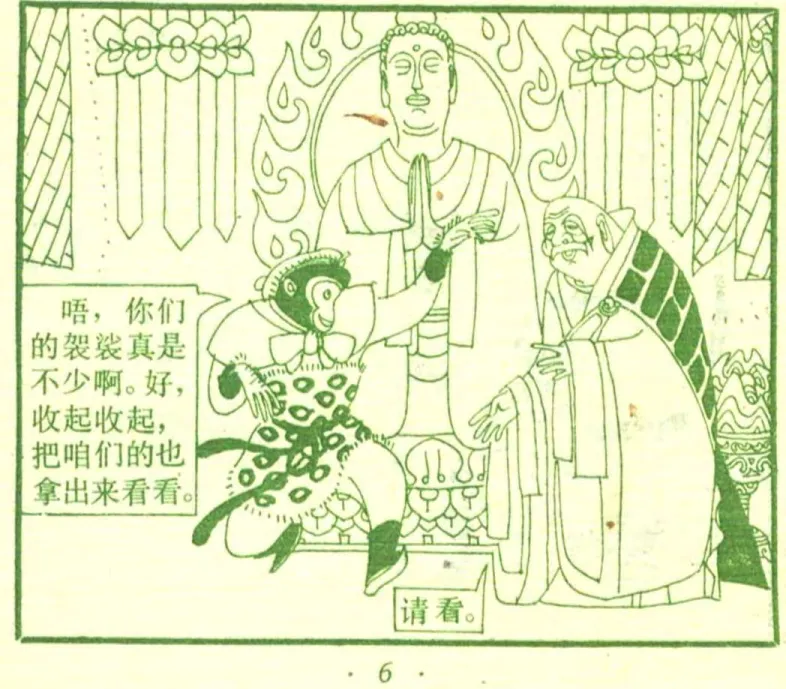 唔，你们
的袈裟真是
不少啊。好，
收起收起，
把咱们的也
拿出来看看。
请看。
· 6 ·